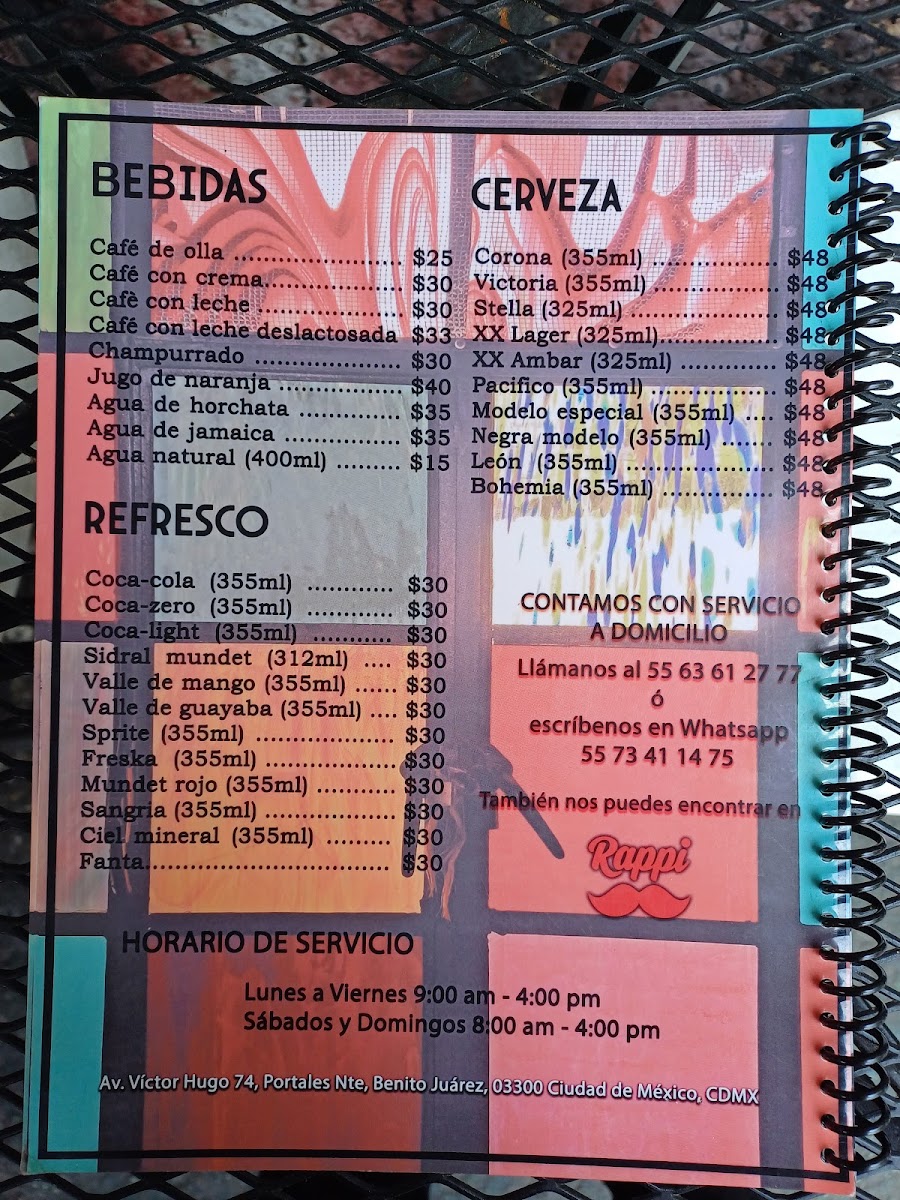 BEBIDAS
Café de olla ........................ $25
Café con crema.................... $30
Cafè con leche .................... $30
Café con leche deslactosada $33
Champurrado ..................... $30
Jugo de naranja .................. $40
Agua de horchata .............. $35
Agua de jamaica ................ $35
Agua natural (400ml) ......... $15
REFRESCO
Coca-cola (355ml) ............ $30
Coca-zero (355ml) ............ $30
Coca-light (355ml) ........... $30
Sidral mundet (312ml) .... $30
Valle de mango (355ml) ...... $30
Valle de guayaba (355ml) .... $30
Sprite (355ml) .................... $30
Freska (355ml) ................... $30
Mundet rojo (355ml) ........... $30
Sangria (355ml) ................... $30
Ciel mineral (355ml) ......... $30
Fanta................................... $30
CERVEZA
Corona (355ml) .................. $48
Victoria (355ml) .................. $48
Stella (325ml) ..................... $48
XX Lager (325ml)................. $48
XX Ambar (325ml) .............. $48
Pacifico (355ml) ................... $48
Modelo especial (355ml) .... $48
Negra modelo (355ml) ....... $48
León (355ml) ..................... $48
Bohemia (355ml) ................ $48
CONTAMOS CON SERVICIO
A DOMICILIO
Llámanos al 55 63 61 27 77
ó
escríbenos en Whatsapp
55 73 41 14 75
También nos puedes encontrar en
Rappi
HORARIO DE SERVICIO
Lunes a Viernes 9:00 am - 4:00 pm
Sábados y Domingos 8:00 am - 4:00 pm
Av. Víctor Hugo 74, Portales Nte, Benito Juárez, 03300 Ciudad de México, CDMX